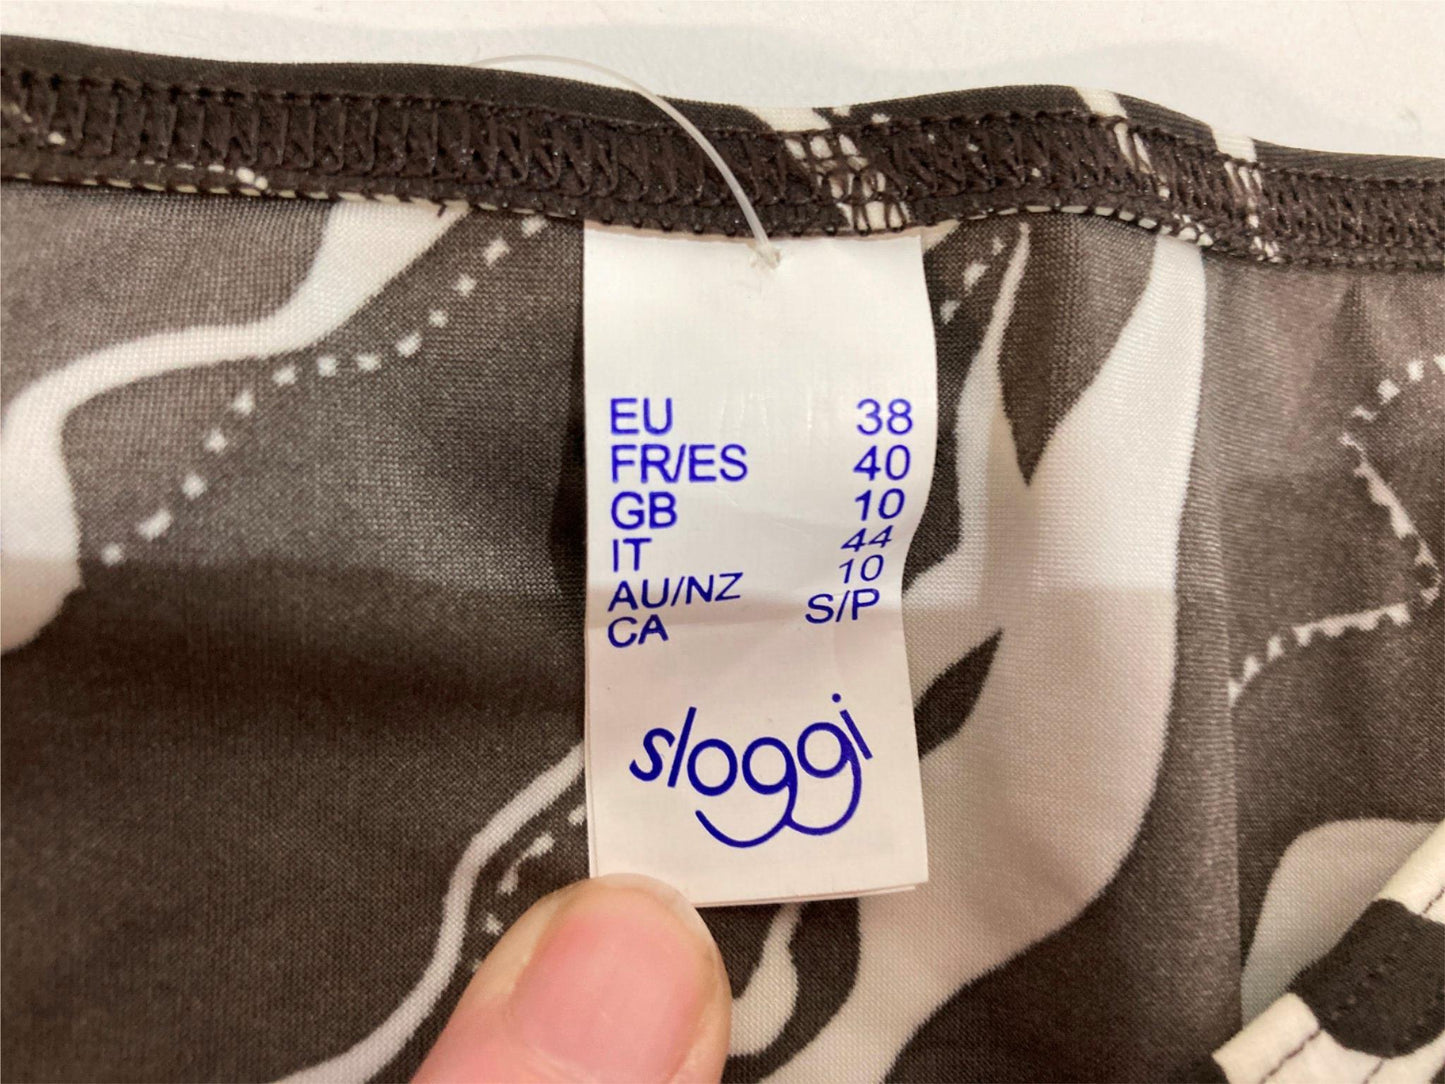 EU 38
FR/ES 40
GB 10
IT 44
AU/NZ 10
CA S/P
sloggi